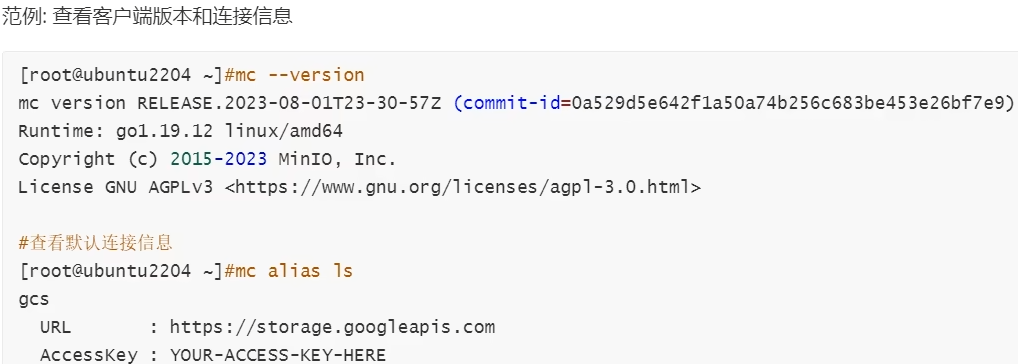 范例: 查看客户端版本和连接信息
[root@ubuntu2204 ~]#mc --version
mc version RELEASE.2023-08-01T23-30-57Z (commit-id=0a529d5e642f1a50a74b256c683be453e26bf7e9)
Runtime: go1.19.12 linux/amd64
Copyright (c) 2015-2023 MinIO, Inc.
License GNU AGPLv3 <https://www.gnu.org/licenses/agpl-3.0.html>
#查看默认连接信息
[root@ubuntu2204 ~]#mc alias ls
gcs
URL : https://storage.googleapis.com
AccessKey : YOUR-ACCESS-KEY-HERE